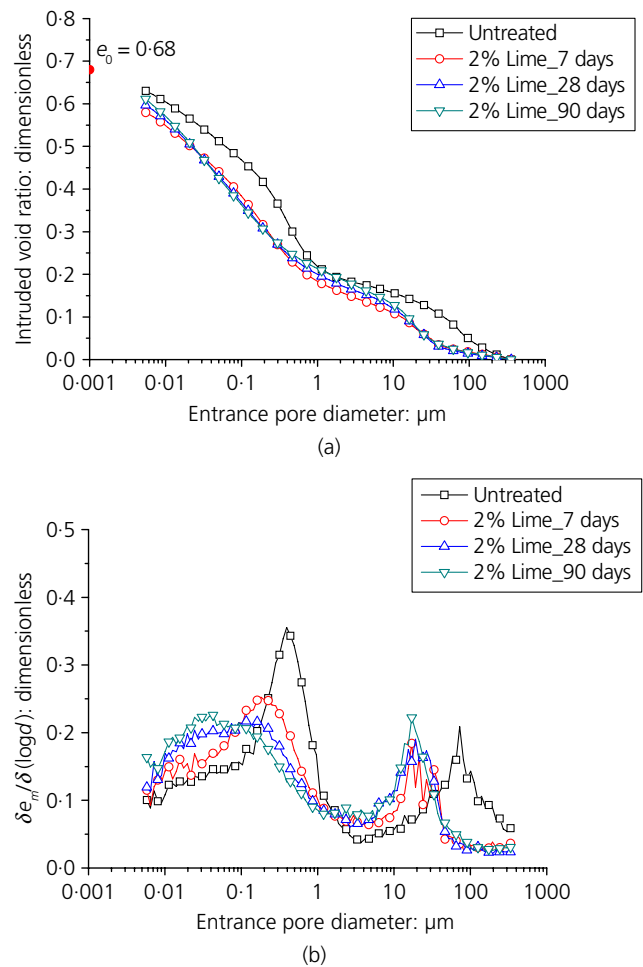 (a)
e₀ = 0·68
Untreated
2% Lime_7 days
2% Lime_28 days
2% Lime_90 days
Intruded void ratio: dimensionless
0·8
0·7
0·6
0·5
0·4
0·3
0·2
0·1
0·0
0·001 0·01 0·1 1 10 100 1000
Entrance pore diameter: μm
(a)
Untreated
2% Lime_7 days
2% Lime_28 days
2% Lime_90 days
δeₘ/δ(logd): dimensionless
0·5
0·4
0·3
0·2
0·1
0·0
0·001 0·01 0·1 1 10 100 1000
Entrance pore diameter: μm
(b)